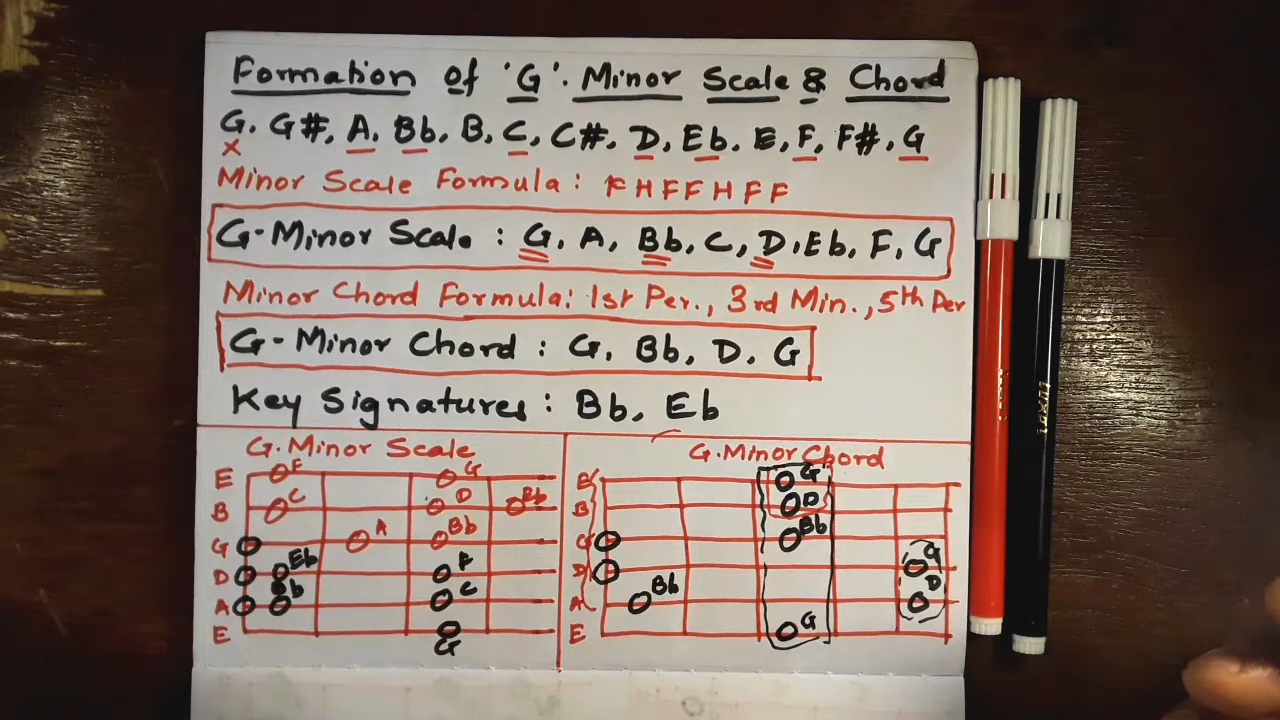 Formation of 'G'. Minor Scale & Chord
G. G#, A, Bb, B, C, C#, D, Eb, E, F, F#, G
x
Minor Scale Formula: F H F F H F F
G-Minor Scale : G, A, Bb, C, D, Eb, F, G
Minor Chord Formula: 1st Per., 3rd Min., 5th Per
G-Minor Chord : G, Bb, D, G
Key Signatures : Bb, Eb
G.Minor Scale
E F G
B C D Bb
G A Bb
D Eb F
A b C
E G
G.Minor Chord
E G
B D
G Bb
D G
A Bb D
E G